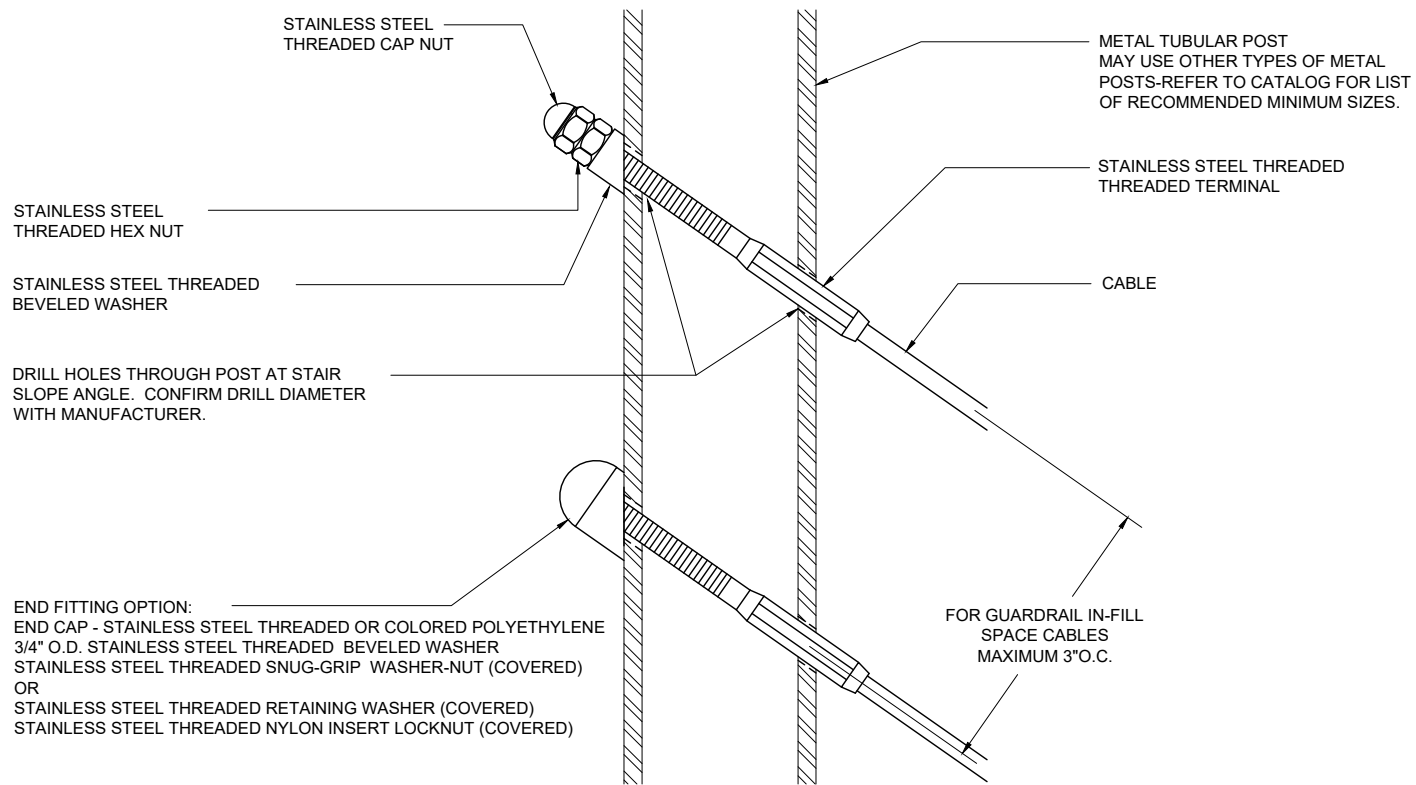 STAINLESS STEEL
THREADED CAP NUT
METAL TUBULAR POST
MAY USE OTHER TYPES OF METAL
POSTS-REFER TO CATALOG FOR LIST
OF RECOMMENDED MINIMUM SIZES.
STAINLESS STEEL THREADED
THREADED TERMINAL
STAINLESS STEEL
THREADED HEX NUT
STAINLESS STEEL THREADED
BEVELED WASHER
CABLE
DRILL HOLES THROUGH POST AT STAIR
SLOPE ANGLE. CONFIRM DRILL DIAMETER
WITH MANUFACTURER.
END FITTING OPTION:
END CAP - STAINLESS STEEL THREADED OR COLORED POLYETHYLENE
3/4" O.D. STAINLESS STEEL THREADED BEVELED WASHER
STAINLESS STEEL THREADED SNUG-GRIP WASHER-NUT (COVERED)
OR
STAINLESS STEEL THREADED RETAINING WASHER (COVERED)
STAINLESS STEEL THREADED NYLON INSERT LOCKNUT (COVERED)
FOR GUARDRAIL IN-FILL
SPACE CABLES
MAXIMUM 3"O.C.